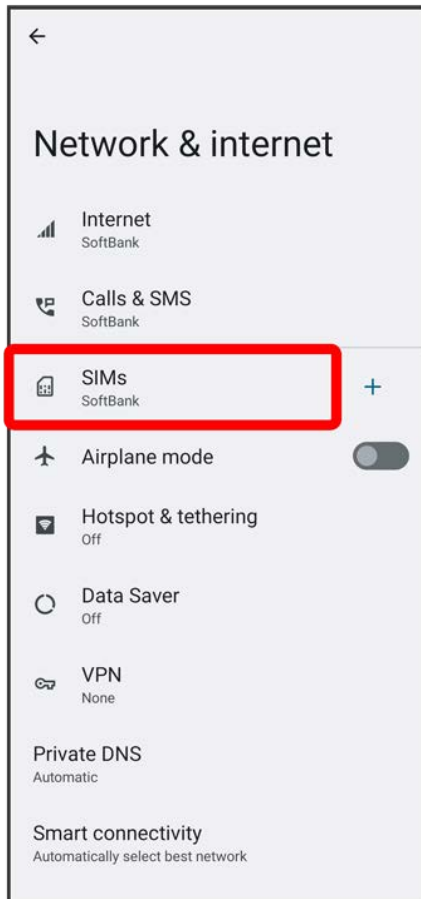 Network & internet
Internet
SoftBank
Calls & SMS
SoftBank
SIMs
SoftBank
Airplane mode
Hotspot & tethering
Off
Data Saver
Off
VPN
None
Private DNS
Automatic
Smart connectivity
Automatically select best network